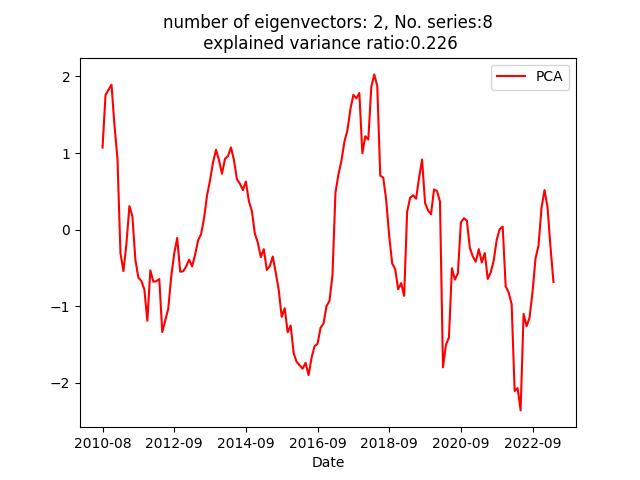 number of eigenvectors: 2, No. series:8
explained variance ratio:0.226
PCA
2
1
0
−1
−2
2010-08 2012-09 2014-09 2016-09 2018-09 2020-09 2022-09
Date